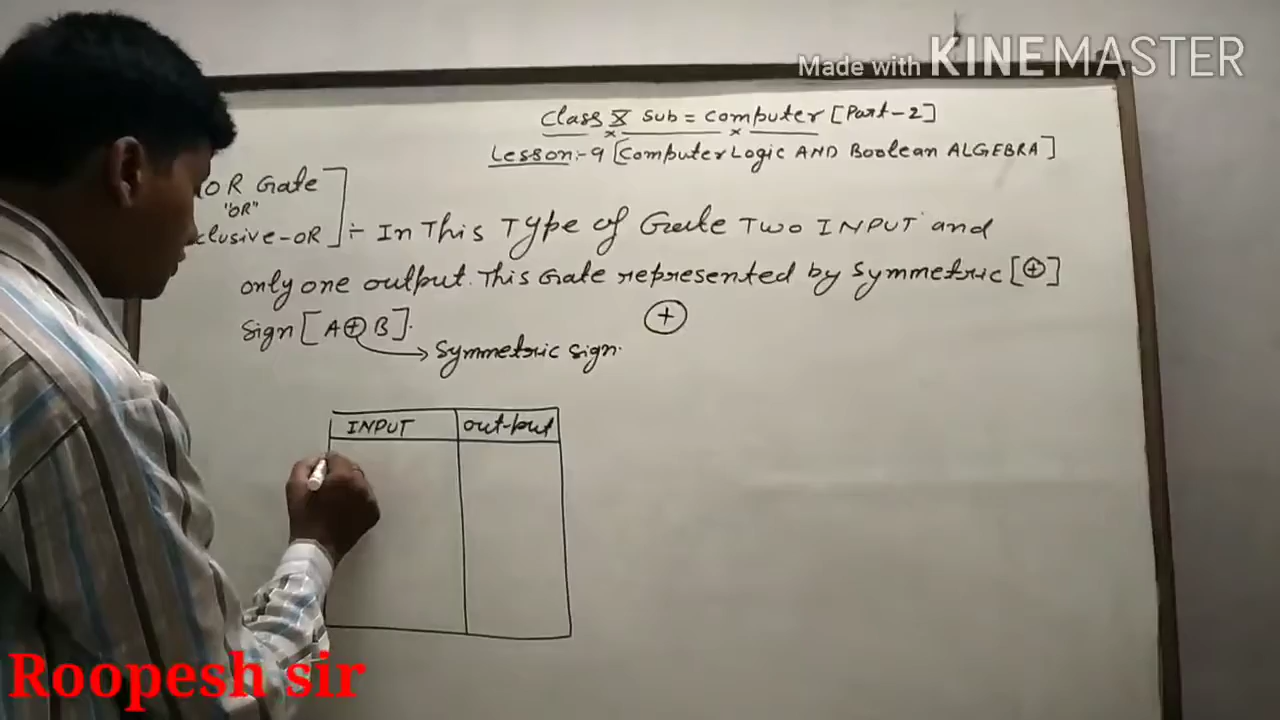 Made with KINEMASTER
Class X Sub = Computer [Part-2]
Lesson:-9 [Computer Logic AND Boolean ALGEBRA]
OR Gate
"OR"
clusive-OR :- In This Type of Gate Two INPUT and
only one output. This Gate represented by Symmetric [⊕]
Sign [A⊕B].
⊕
Symmetric sign.
INPUT out-put
Roopesh sir